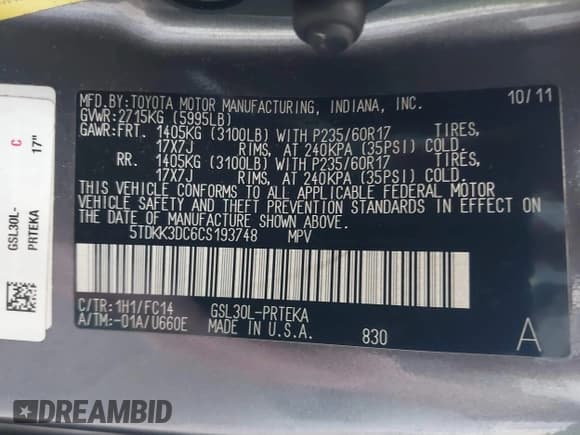 MFD.BY:TOYOTA MOTOR MANUFACTURING, INDIANA, INC. 10/11
GVWR:2715KG (5995LB)
GAWR:FRT. 1405KG (3100LB) WITH P235/60R17 TIRES,
17X7J RIMS, AT 240KPA (35PSI) COLD.
RR. 1405KG (3100LB) WITH P235/60R17 TIRES,
17X7J RIMS, AT 240KPA (35PSI) COLD.
THIS VEHICLE CONFORMS TO ALL APPLICABLE FEDERAL MOTOR
VEHICLE SAFETY AND THEFT PREVENTION STANDARDS IN EFFECT ON
THE DATE OF MANUFACTURE SHOWN ABOVE.
5TDKK3DC6CS193748 MPV
C/TR:1H1/FC14 GSL30L-PRTEKA
A/TM:-01A/U660E MADE IN U.S.A. 830 A
GSL30L-
PRTEKA
C
17"
DREAMBID